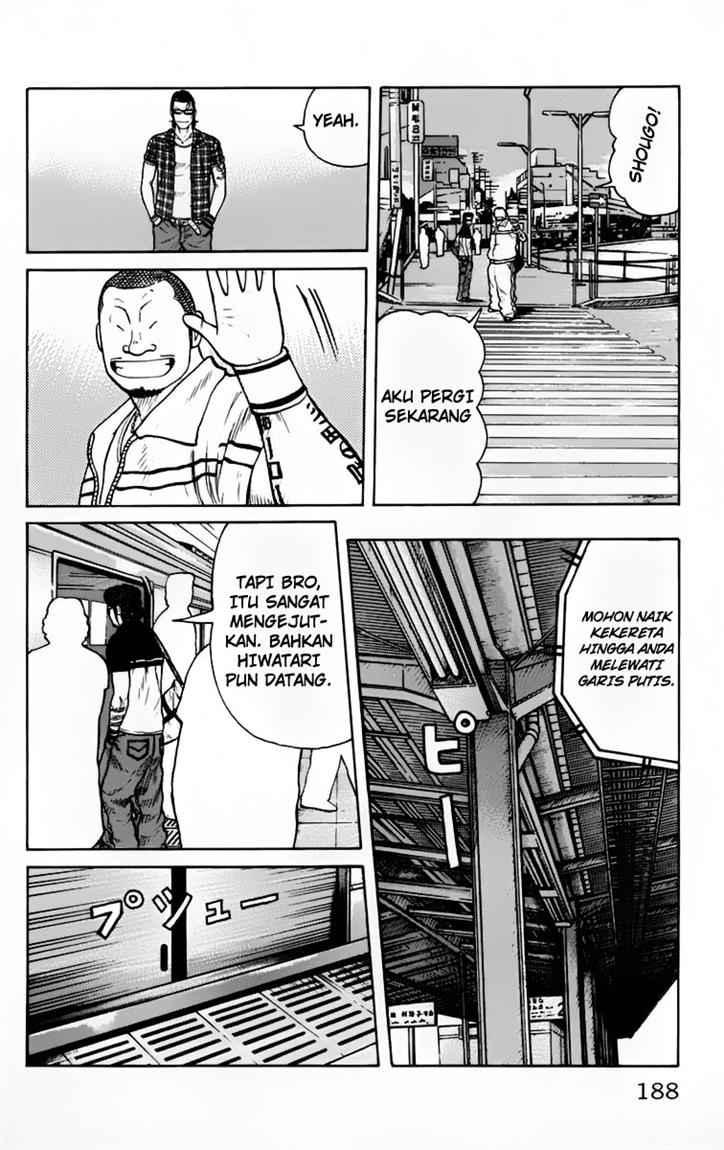 SHOUGO!
AKU PERGI
SEKARANG
YEAH.
MOHON NAIK
KEKERETA
HINGGA ANDA
MELEWATI
GARIS PUTIS.
ピー
TAPI BRO,
ITU SANGAT
MENGEJUT-
KAN. BAHKAN
HIWATARI
PUN DATANG.
プシュー
188